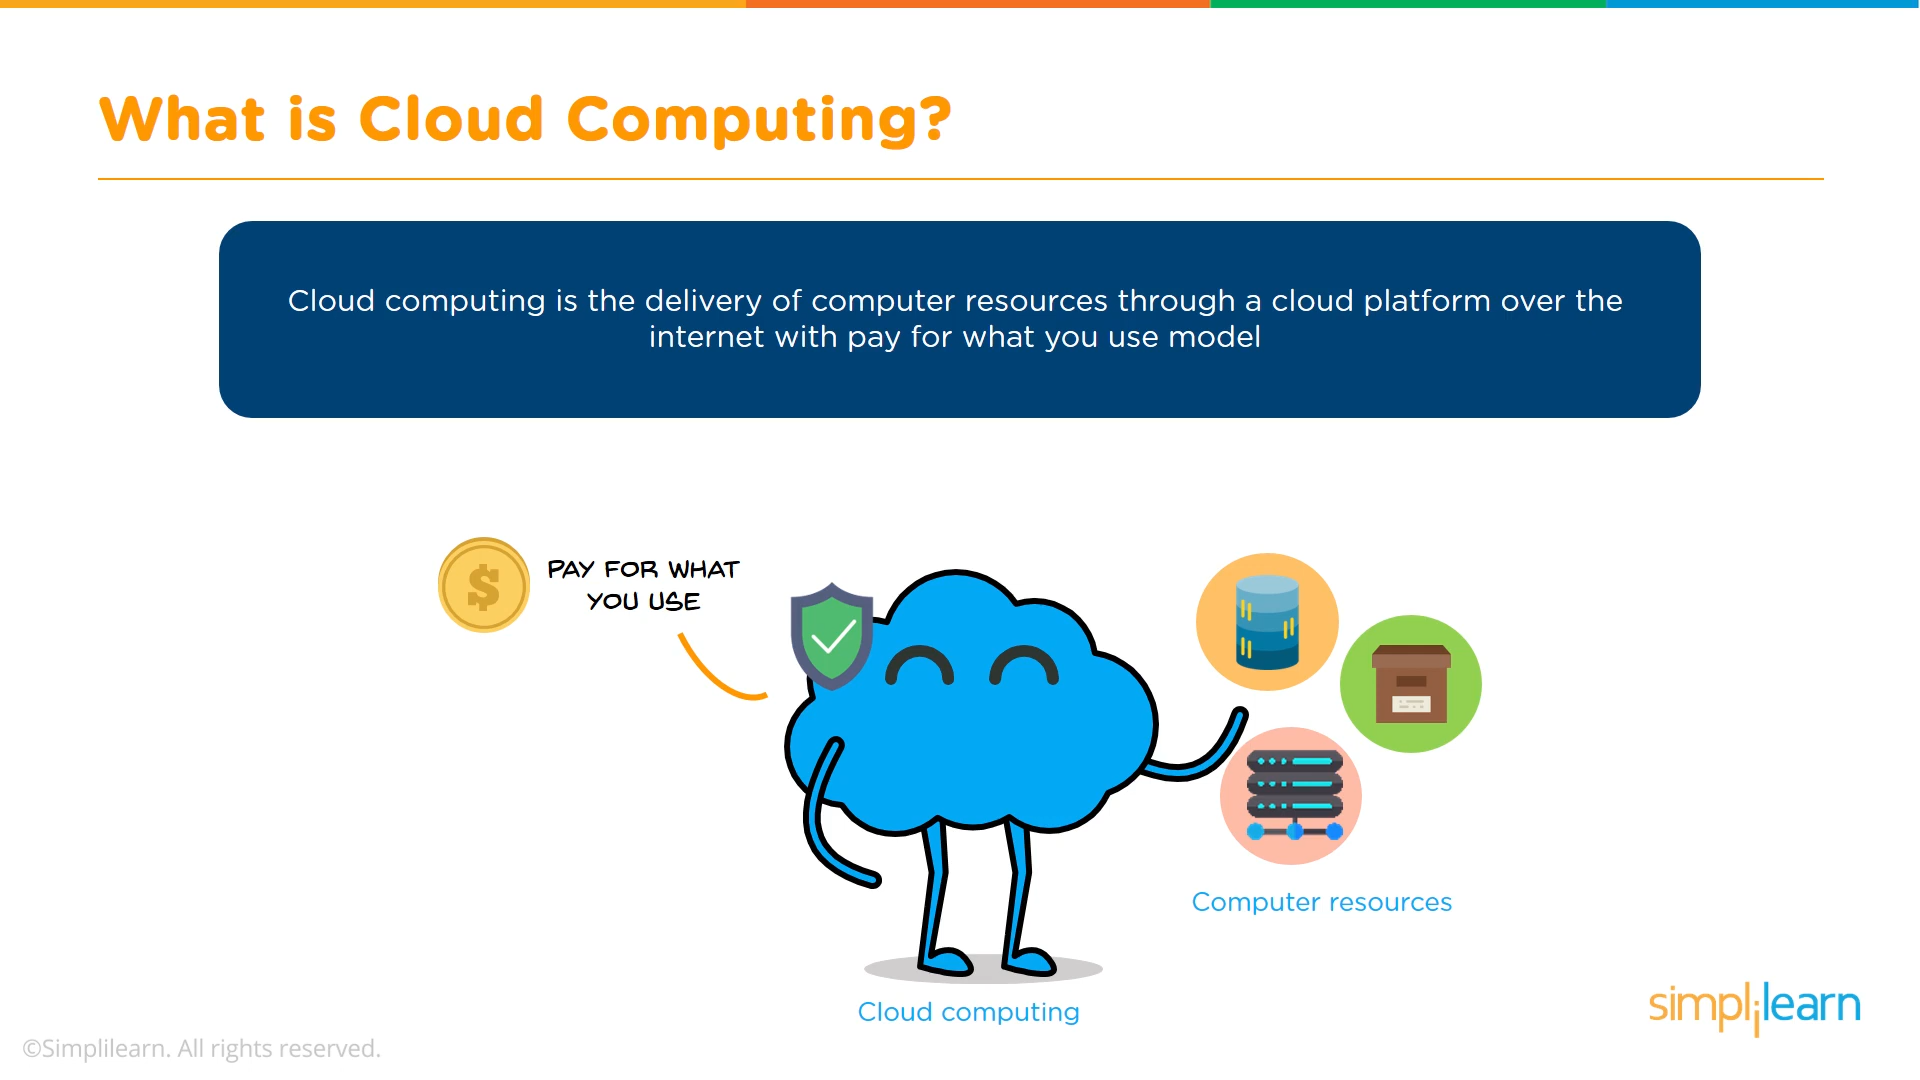 What is Cloud Computing?
Cloud computing is the delivery of computer resources through a cloud platform over the
internet with pay for what you use model
$
PAY FOR WHAT
YOU USE
Computer resources
Cloud computing
simplilearn
©Simplilearn. All rights reserved.